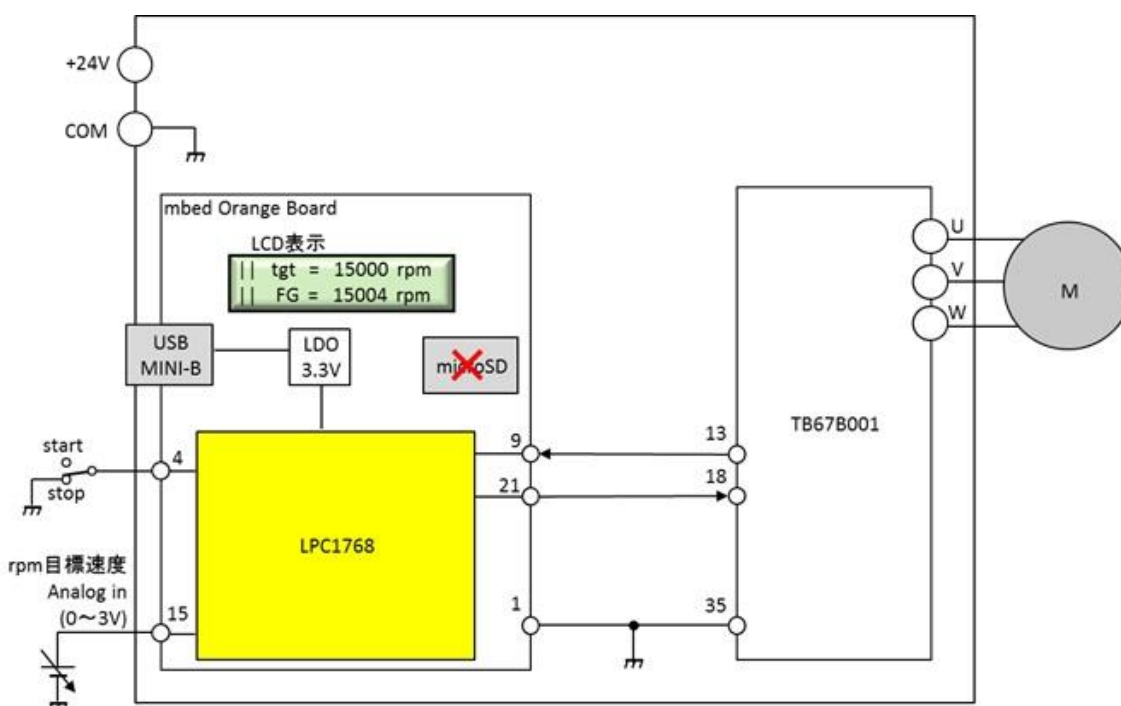 +24V
COM
mbed Orange Board
LCD表示
|| tgt = 15000 rpm
|| FG = 15004 rpm
USB
MINI-B
LDO
3.3V
microSD
U
V
W
M
TB67B001
start
stop
4
9
13
21
18
LPC1768
rpm目標速度
Analog in
(0～3V)
15
1
35